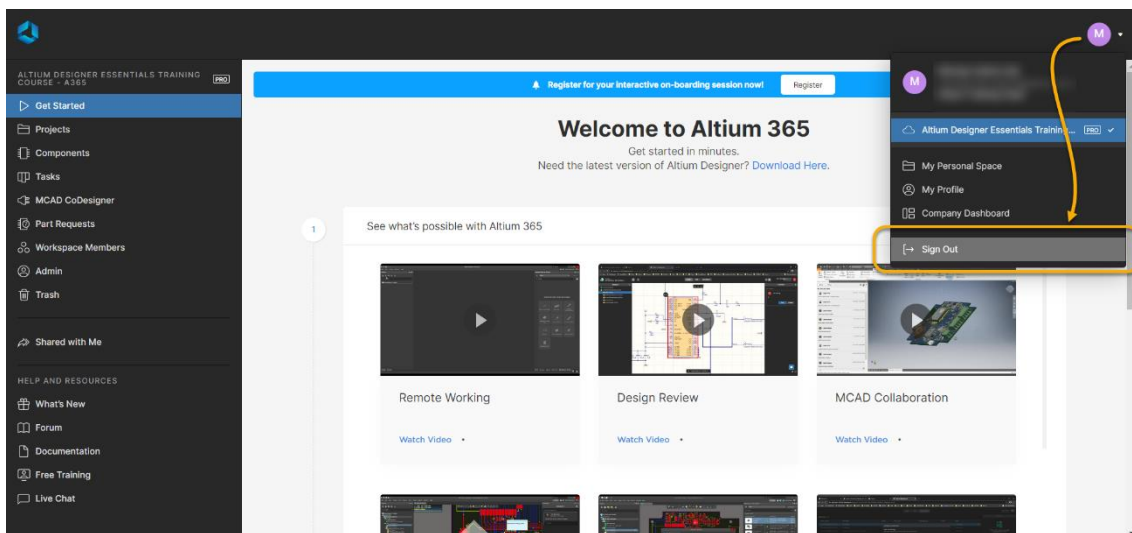 M
ALTIUM DESIGNER ESSENTIALS TRAINING
COURSE - A365
PRO
Get Started
Projects
Components
Tasks
MCAD CoDesigner
Part Requests
Workspace Members
Admin
Trash
Shared with Me
HELP AND RESOURCES
What's New
Forum
Documentation
Free Training
Live Chat
Register for your interactive on-boarding session now!
Register
Welcome to Altium 365
Get started in minutes.
Need the latest version of Altium Designer? Download Here.
1
See what's possible with Altium 365
Remote Working
Watch Video
Design Review
Watch Video
MCAD Collaboration
Watch Video
M
Altium Designer Essentials Training... PRO
My Personal Space
My Profile
Company Dashboard
Sign Out